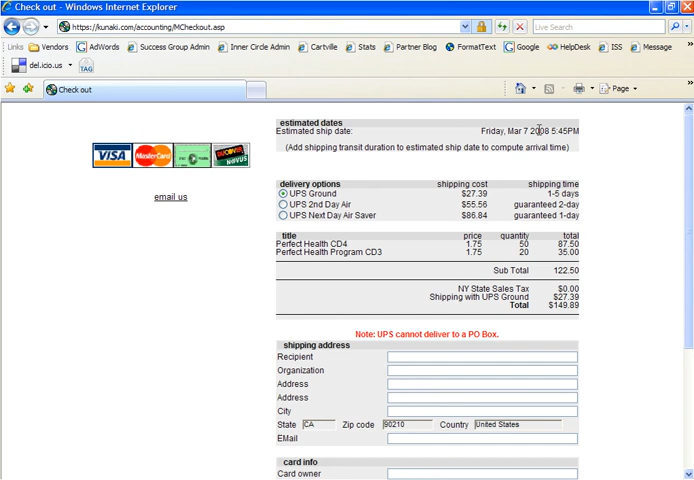 Check out - Windows Internet Explorer
https://kunaki.com/accounting/MCheckout.asp
Live Search
Links Vendors AdWords Success Group Admin Inner Circle Admin Cartville Stats Partner Blog FormatText Google HelpDesk ISS Message
del.icio.us TAG
Check out
Page
estimated dates
Estimated ship date: Friday, Mar 7 2008 5:45PM
(Add shipping transit duration to estimated ship date to compute arrival time)
VISA MasterCard DISCOVER NOVUS
email us
delivery options shipping cost shipping time
UPS Ground $27.39 1-5 days
UPS 2nd Day Air $55.56 guaranteed 2-day
UPS Next Day Air Saver $86.84 guaranteed 1-day
title price quantity total
Perfect Health CD4 1.75 50 87.50
Perfect Health Program CD3 1.75 20 35.00
Sub Total 122.50
NY State Sales Tax $0.00
Shipping with UPS Ground $27.39
Total $149.89
Note: UPS cannot deliver to a PO Box.
shipping address
Recipient
Organization
Address
Address
City
State CA Zip code 90210 Country United States
EMail
card info
Card owner